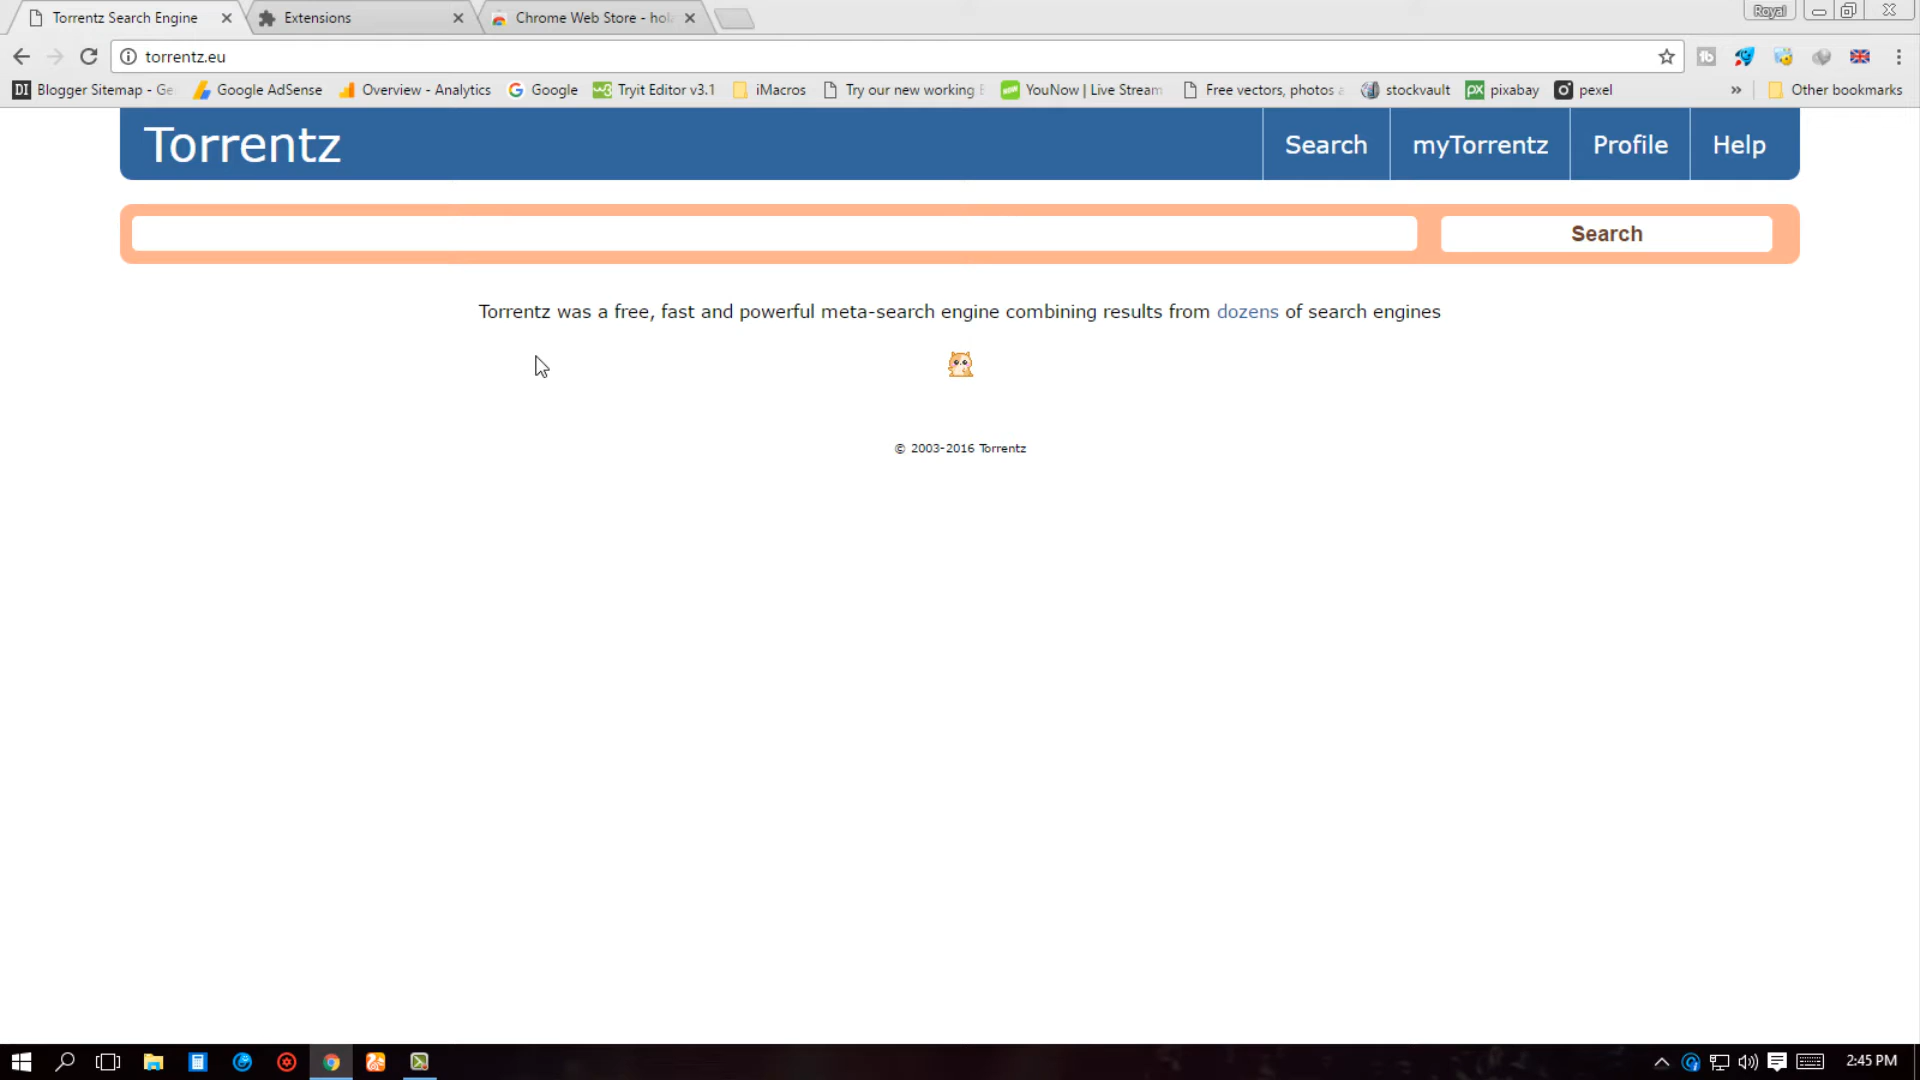 Torrentz Search Engine
Extensions
Chrome Web Store - hol
Royal
torrentz.eu
DI Blogger Sitemap - Ge
Google AdSense
Overview - Analytics
Google
Tryit Editor v3.1
iMacros
Try our new working
YouNow | Live Stream
Free vectors, photos
stockvault
px pixabay
pexel
»
Other bookmarks
Torrentz
Search
myTorrentz
Profile
Help
Search
Torrentz was a free, fast and powerful meta-search engine combining results from dozens of search engines
© 2003-2016 Torrentz
2:45 PM